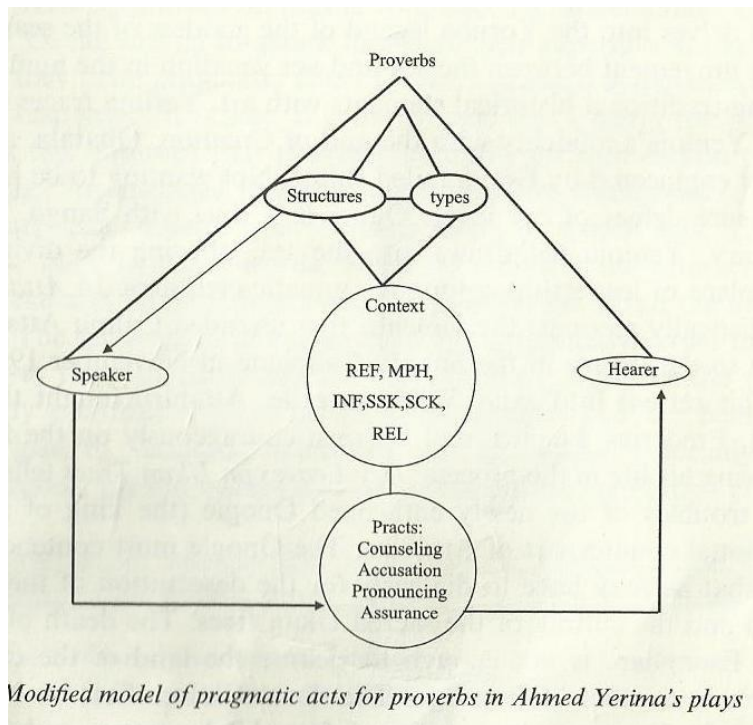 Proverbs
Structures
types
Context
Speaker
Hearer
REF, MPH,
INF,SSK,SCK,
REL
Practs:
Counseling
Accusation
Pronouncing
Assurance
Modified model of pragmatic acts for proverbs in Ahmed Yerima's plays